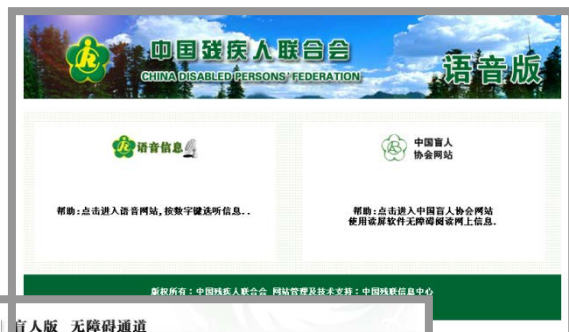 中国残疾人联合会
CHINA DISABLED PERSONS' FEDERATION
语音版
语音信息
中国盲人
协会网站
帮助:点击进入语音网站,按数字键选听信息..
帮助:点击进入中国盲人协会网站
使用读屏软件无障碍阅读网上信息.
版权所有:中国残疾人联合会 网站管理及技术支持:中国残联信息中心
盲人版 无障碍通道